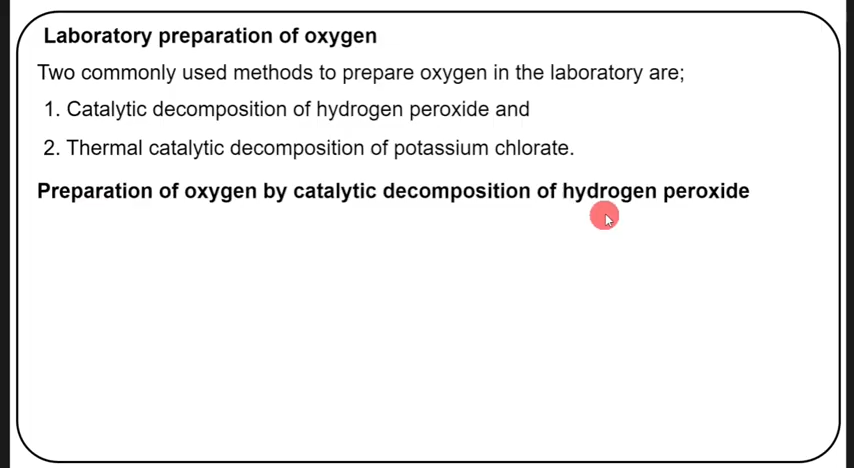 Laboratory preparation of oxygen
Two commonly used methods to prepare oxygen in the laboratory are;
1. Catalytic decomposition of hydrogen peroxide and
2. Thermal catalytic decomposition of potassium chlorate.
Preparation of oxygen by catalytic decomposition of hydrogen peroxide